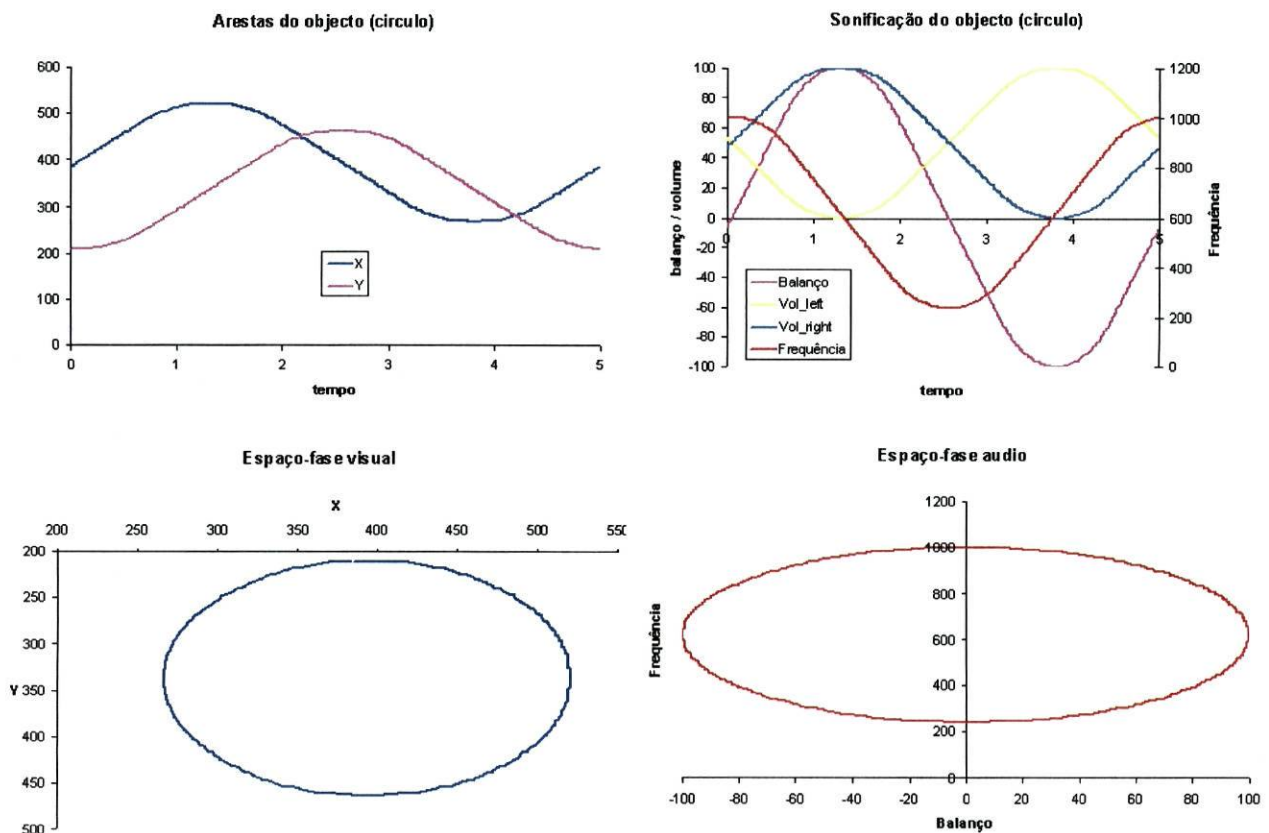 Arestas do objecto (circulo)
600
500
400
300
200
100
0
0 1 2 3 4 5
X
Y
tempo
Sonificação do objecto (circulo)
100
80
60
40
20
0
-20
-40
-60
-80
-100
balanço / volume
0 1 2 3 4 5
1200
1000
800
600
400
200
0
Frequência
Balanço
Vol_left
Vol_right
Frequência
tempo
Espaço-fase visual
X
200 250 300 350 400 450 500 550
200
250
300
Y 350
400
450
500
Espaço-fase audio
1200
1000
800
600
400
200
0
Frequência
-100 -80 -60 -40 -20 0 20 40 60 80 100
Balanço